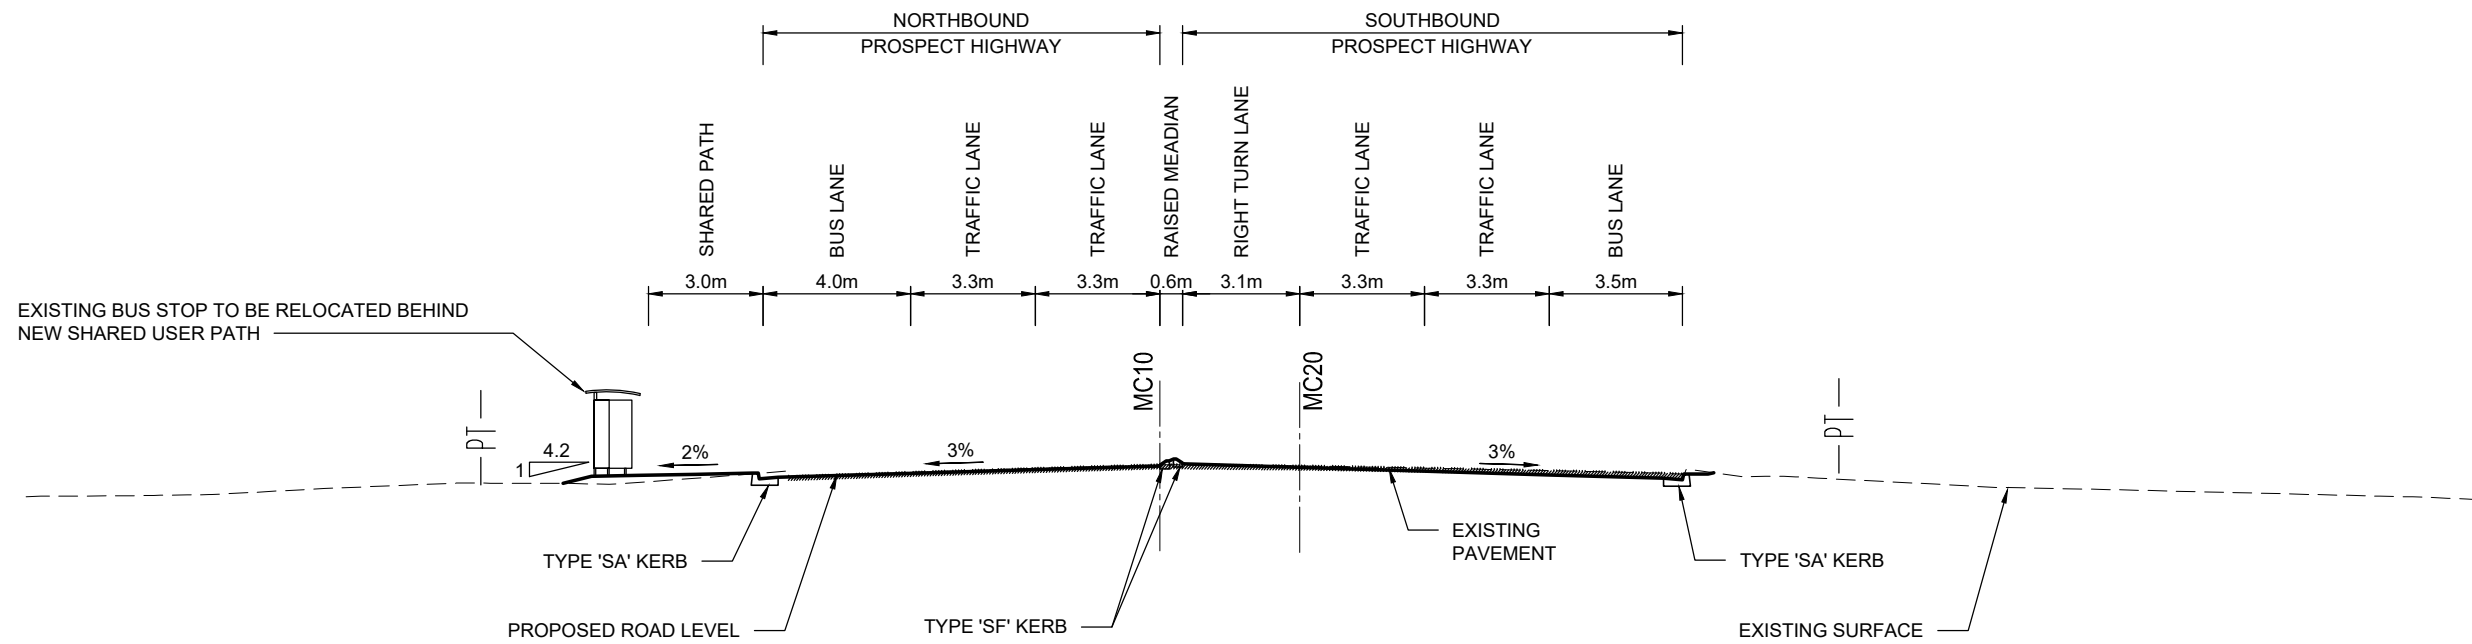 NORTHBOUND
PROSPECT HIGHWAY
SOUTHBOUND
PROSPECT HIGHWAY
SHARED PATH
BUS LANE
TRAFFIC LANE
TRAFFIC LANE
RAISED MEADIAN
RIGHT TURN LANE
TRAFFIC LANE
TRAFFIC LANE
BUS LANE
3.0m
4.0m
3.3m
3.3m
0.6m
3.1m
3.3m
3.3m
3.5m
EXISTING BUS STOP TO BE RELOCATED BEHIND
NEW SHARED USER PATH
MC10
MC20
PT
PT
4.2
1
2%
3%
3%
EXISTING
PAVEMENT
TYPE 'SA' KERB
TYPE 'SA' KERB
PROPOSED ROAD LEVEL
TYPE 'SF' KERB
EXISTING SURFACE